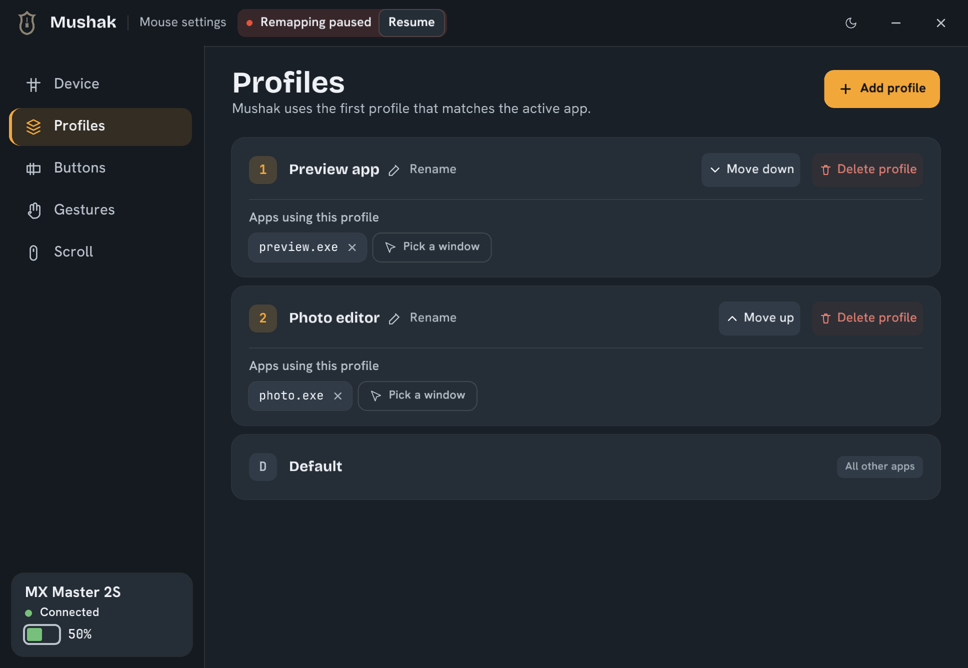 Mushak
Mouse settings
Remapping paused
Resume
Device
Profiles
Buttons
Gestures
Scroll
MX Master 2S
Connected
50%
Profiles
Mushak uses the first profile that matches the active app.
Add profile
1 Preview app Rename
Move down Delete profile
Apps using this profile
preview.exe Pick a window
2 Photo editor Rename
Move up Delete profile
Apps using this profile
photo.exe Pick a window
D Default
All other apps